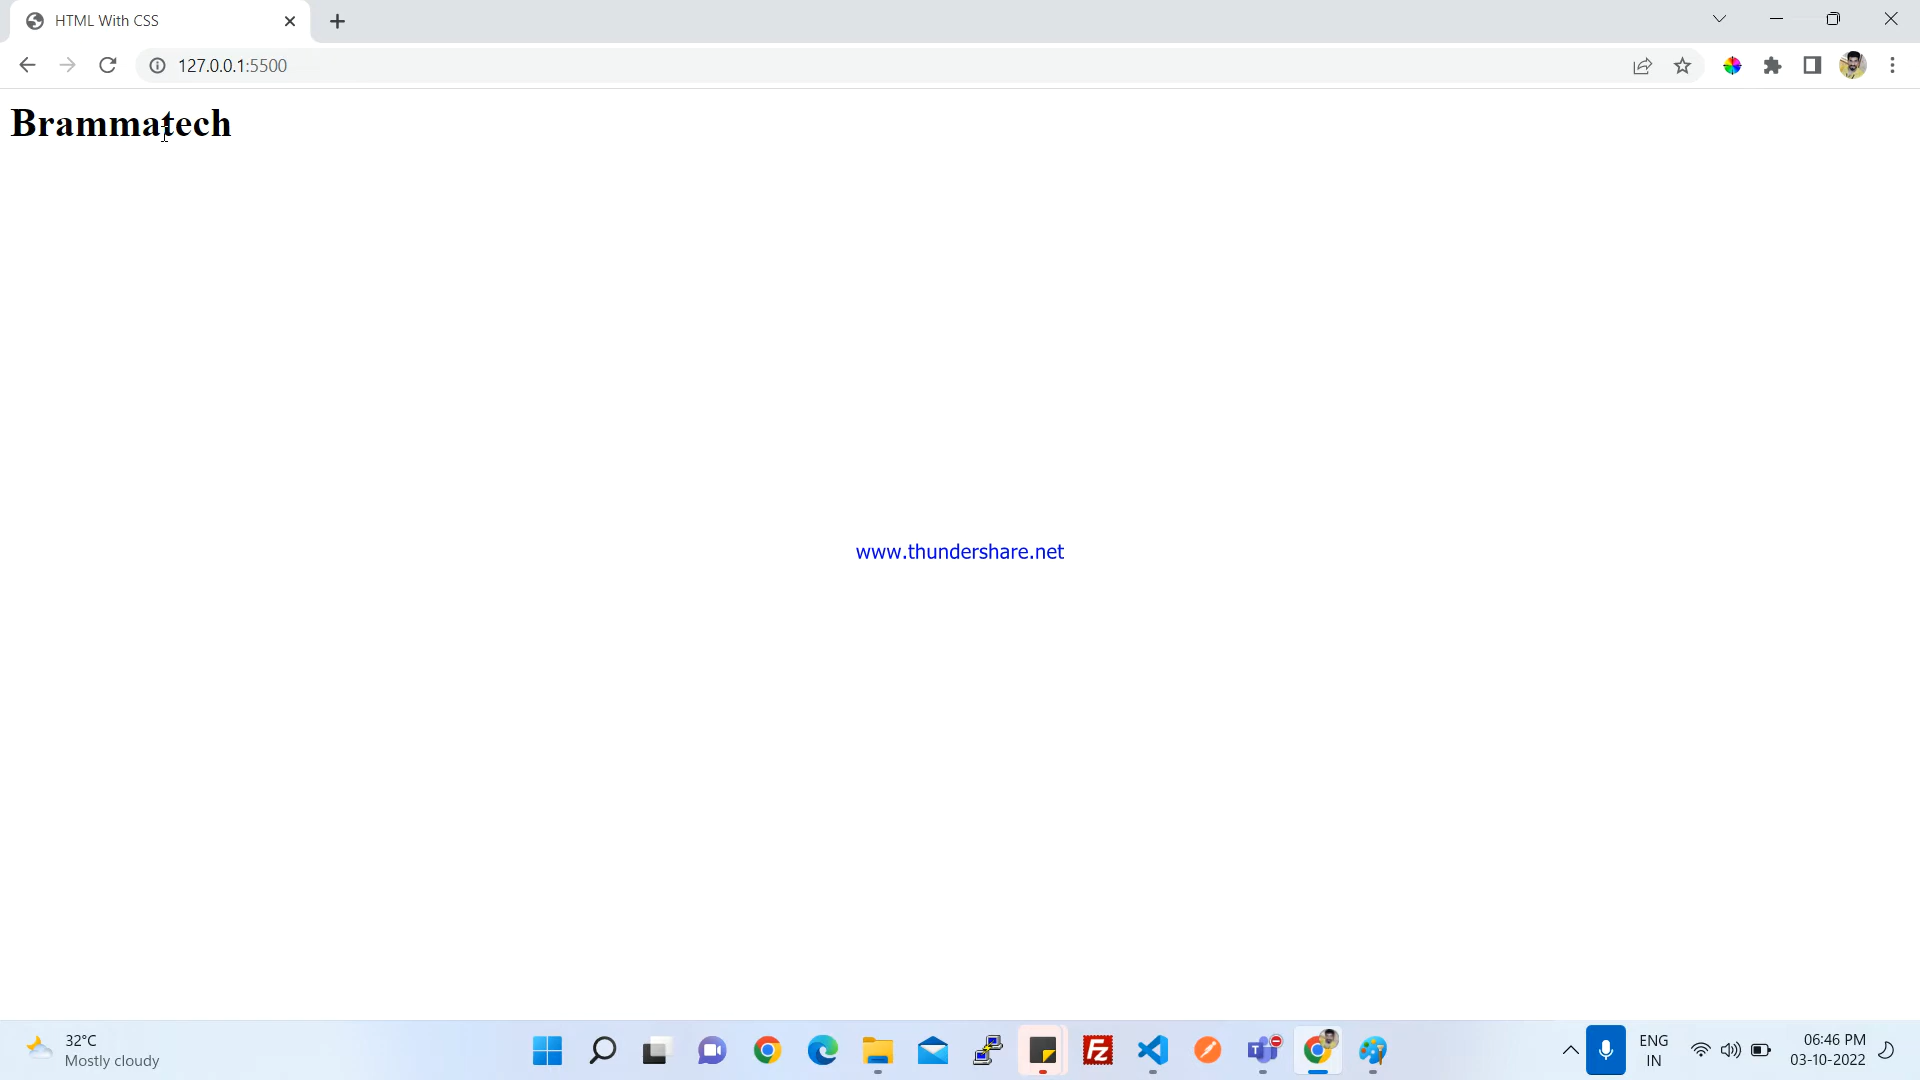 HTML With CSS
127.0.0.1:5500
Brammatech
www.thundershare.net
32°C
Mostly cloudy
ENG
IN
06:46 PM
03-10-2022